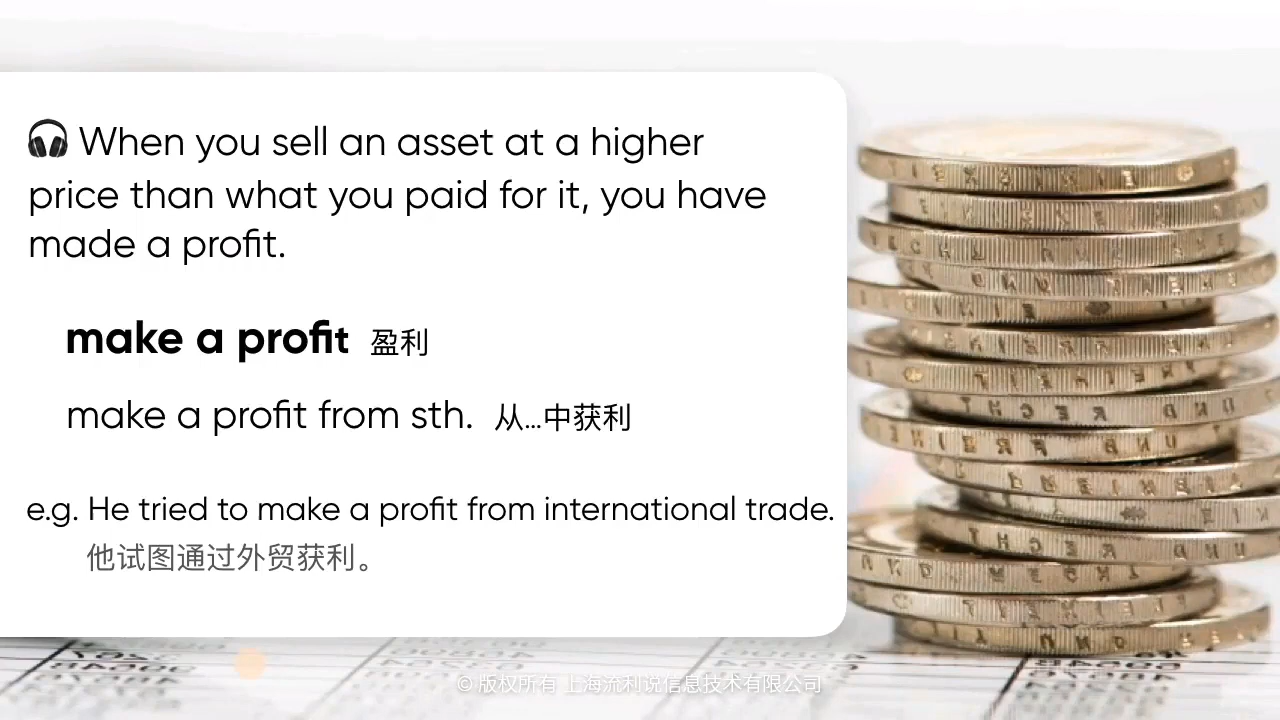 When you sell an asset at a higher
price than what you paid for it, you have
made a profit.
make a profit 盈利
make a profit from sth. 从...中获利
e.g. He tried to make a profit from international trade.
他试图通过外贸获利。
© 版权所有 上海流利说信息技术有限公司